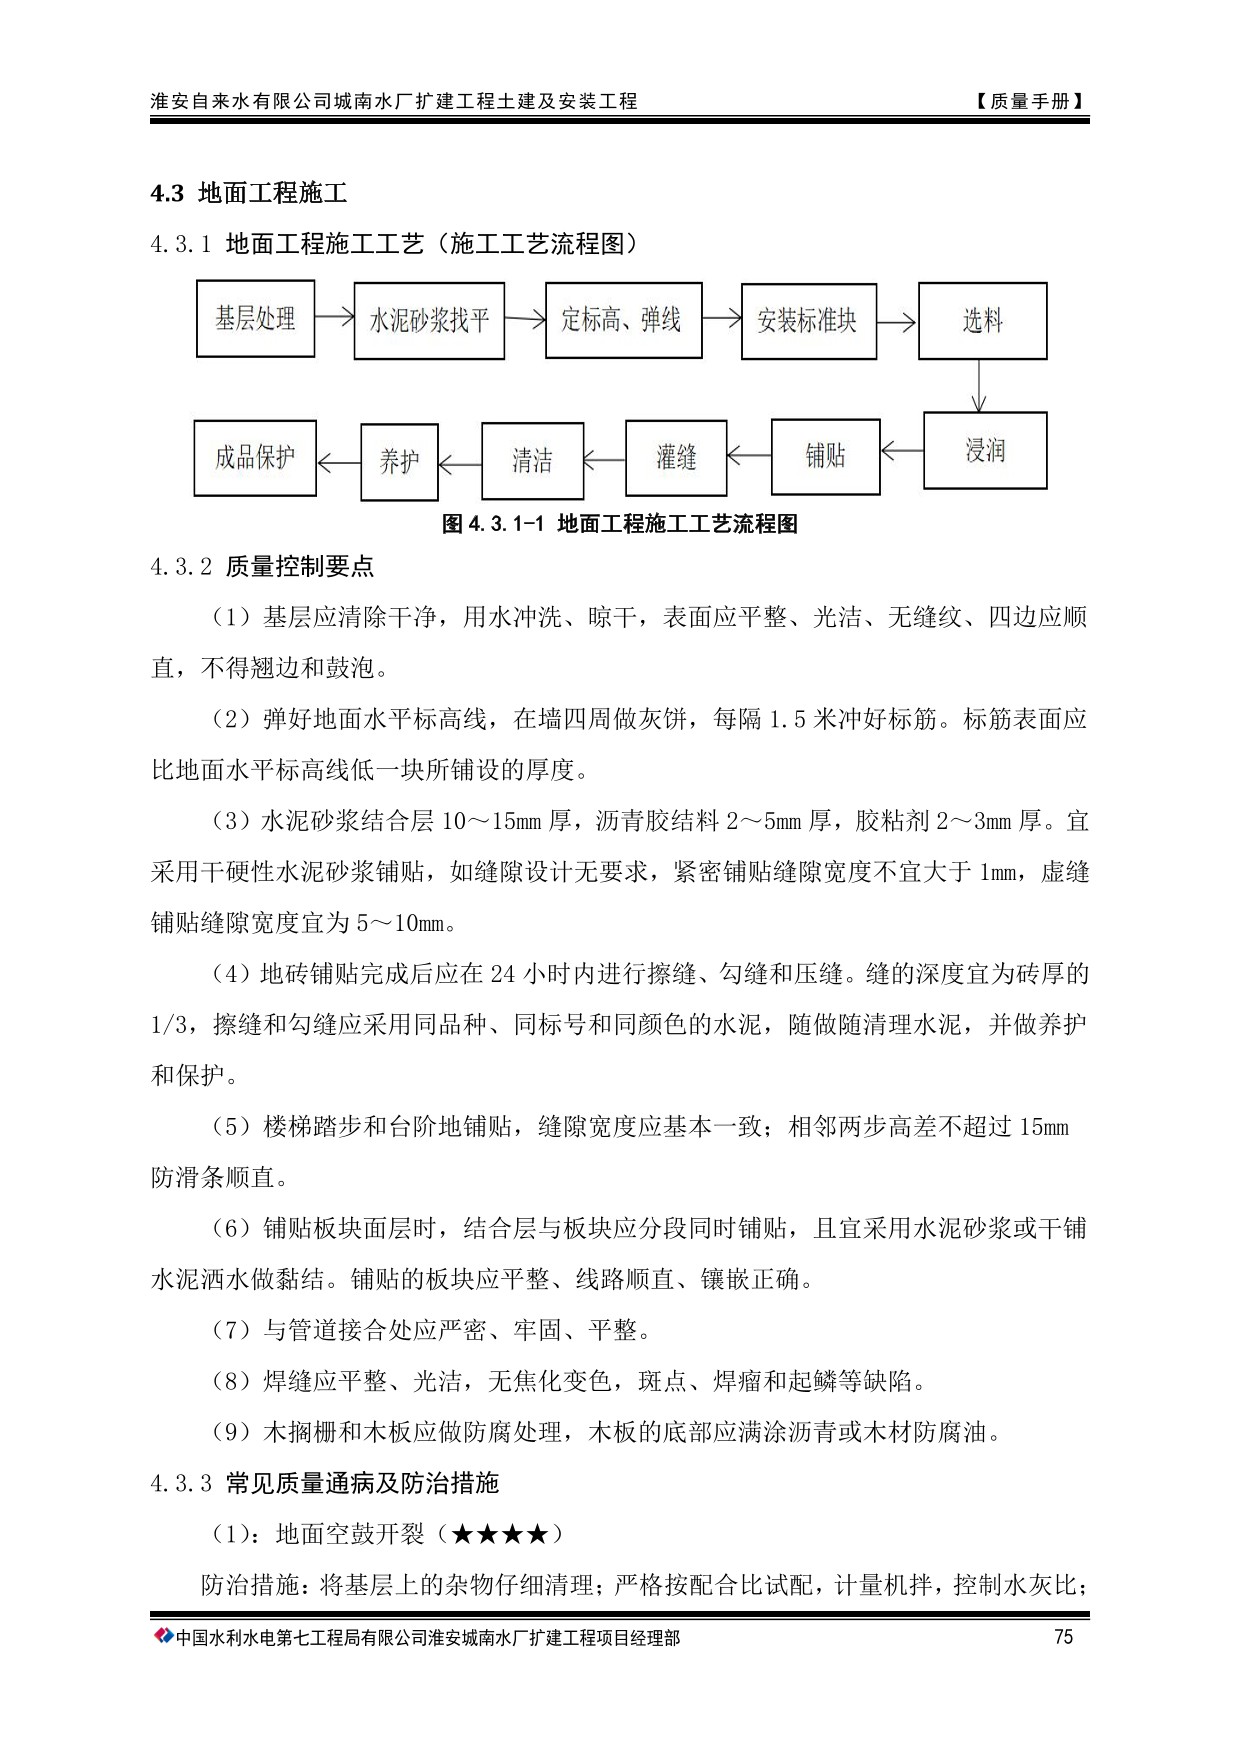 淮安自来水有限公司城南水厂扩建工程土建及安装工程 【质量手册】
4.3 地面工程施工
4.3.1 地面工程施工工艺（施工工艺流程图）
基层处理 水泥砂浆找平 定标高、弹线 安装标准块 选料
成品保护 养护 清洁 灌缝 铺贴 浸润
图 4.3.1-1 地面工程施工工艺流程图
4.3.2 质量控制要点
（1）基层应清除干净，用水冲洗、晾干，表面应平整、光洁、无缝纹、四边应顺
直，不得翘边和鼓泡。
（2）弹好地面水平标高线，在墙四周做灰饼，每隔 1.5 米冲好标筋。标筋表面应
比地面水平标高线低一块所铺设的厚度。
（3）水泥砂浆结合层 10～15mm 厚，沥青胶结料 2～5mm 厚，胶粘剂 2～3mm 厚。宜
采用干硬性水泥砂浆铺贴，如缝隙设计无要求，紧密铺贴缝隙宽度不宜大于 1mm，虚缝
铺贴缝隙宽度宜为 5～10mm。
（4）地砖铺贴完成后应在 24 小时内进行擦缝、勾缝和压缝。缝的深度宜为砖厚的
1/3，擦缝和勾缝应采用同品种、同标号和同颜色的水泥，随做随清理水泥，并做养护
和保护。
（5）楼梯踏步和台阶地铺贴，缝隙宽度应基本一致；相邻两步高差不超过 15mm
防滑条顺直。
（6）铺贴板块面层时，结合层与板块应分段同时铺贴，且宜采用水泥砂浆或干铺
水泥洒水做黏结。铺贴的板块应平整、线路顺直、镶嵌正确。
（7）与管道接合处应严密、牢固、平整。
（8）焊缝应平整、光洁，无焦化变色，斑点、焊瘤和起鳞等缺陷。
（9）木搁栅和木板应做防腐处理，木板的底部应满涂沥青或木材防腐油。
4.3.3 常见质量通病及防治措施
（1）：地面空鼓开裂（★★★★）
防治措施：将基层上的杂物仔细清理；严格按配合比试配，计量机拌，控制水灰比；
中国水利水电第七工程局有限公司淮安城南水厂扩建工程项目经理部 75